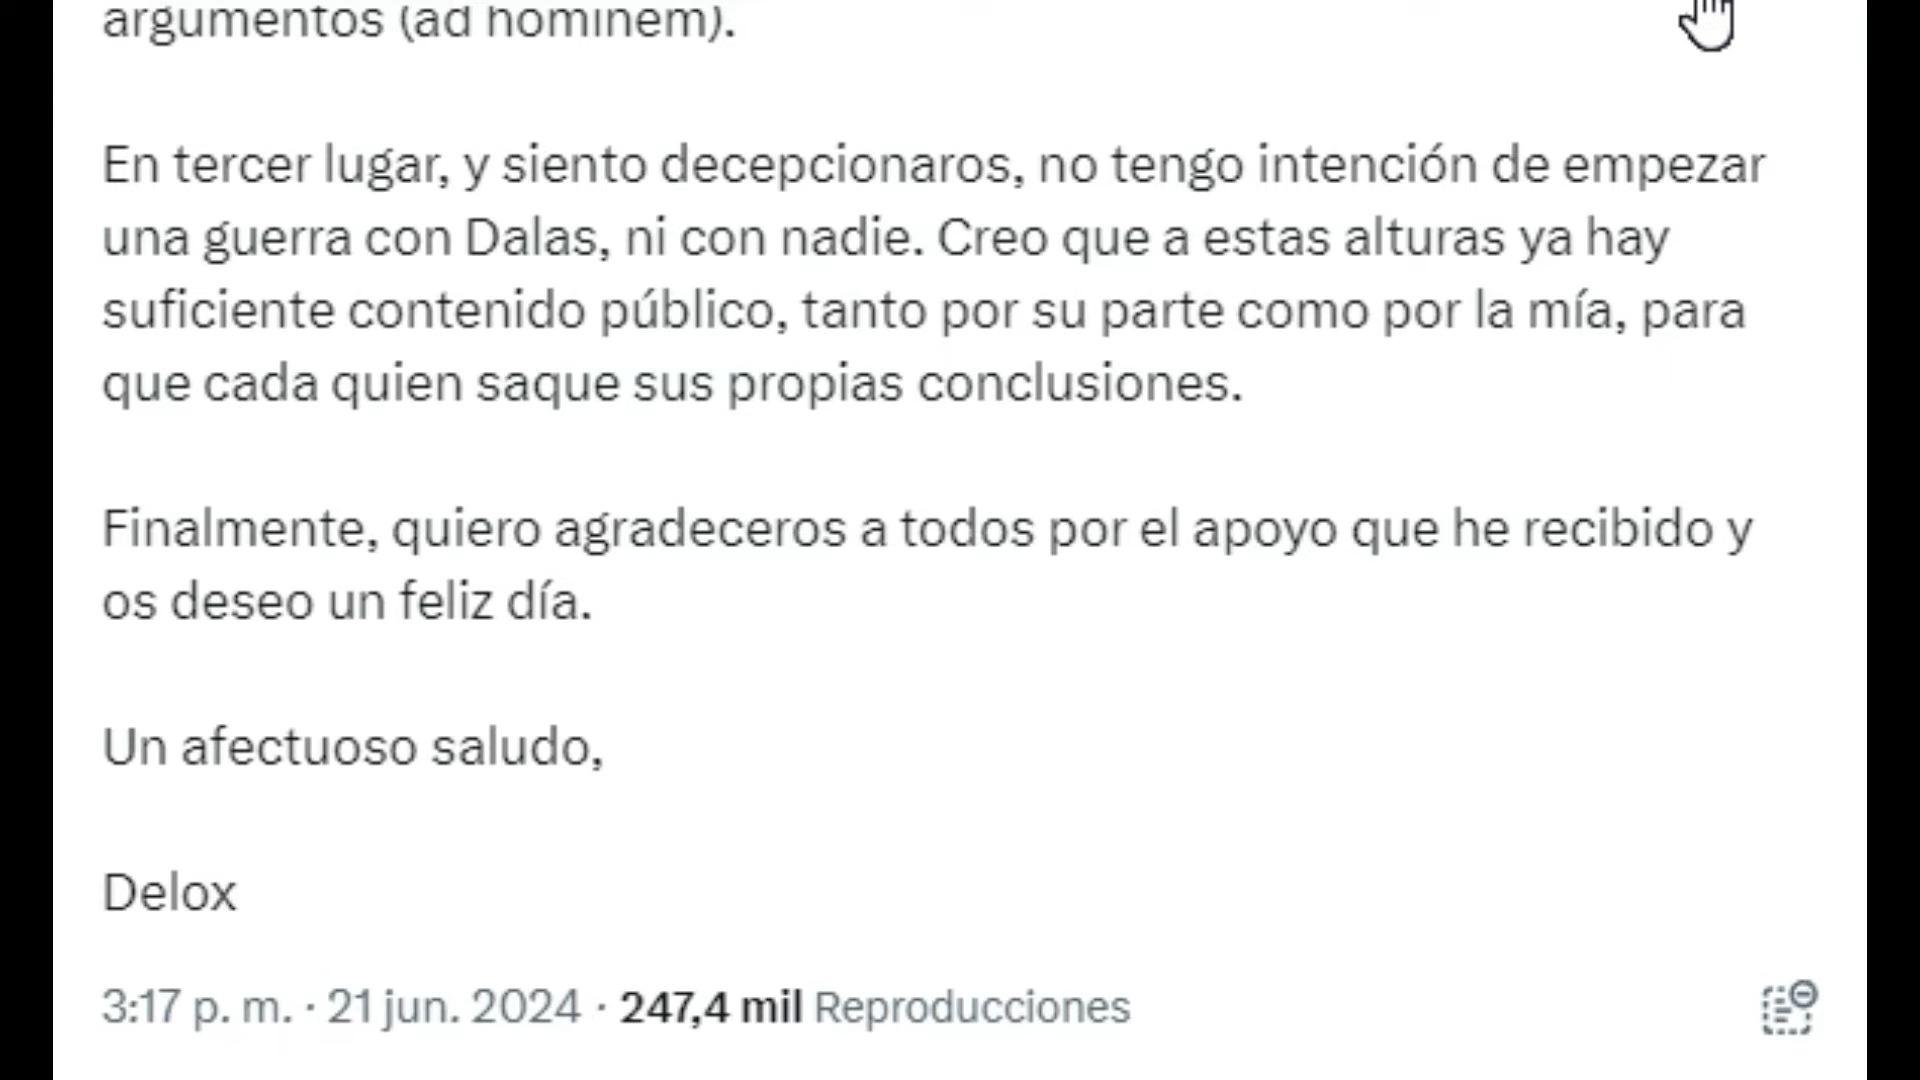 argumentos (ad hominem).
En tercer lugar, y siento decepcionaros, no tengo intención de empezar
una guerra con Dalas, ni con nadie. Creo que a estas alturas ya hay
suficiente contenido público, tanto por su parte como por la mía, para
que cada quien saque sus propias conclusiones.
Finalmente, quiero agradeceros a todos por el apoyo que he recibido y
os deseo un feliz día.
Un afectuoso saludo,
Delox
3:17 p. m. · 21 jun. 2024 · 247,4 mil Reproducciones